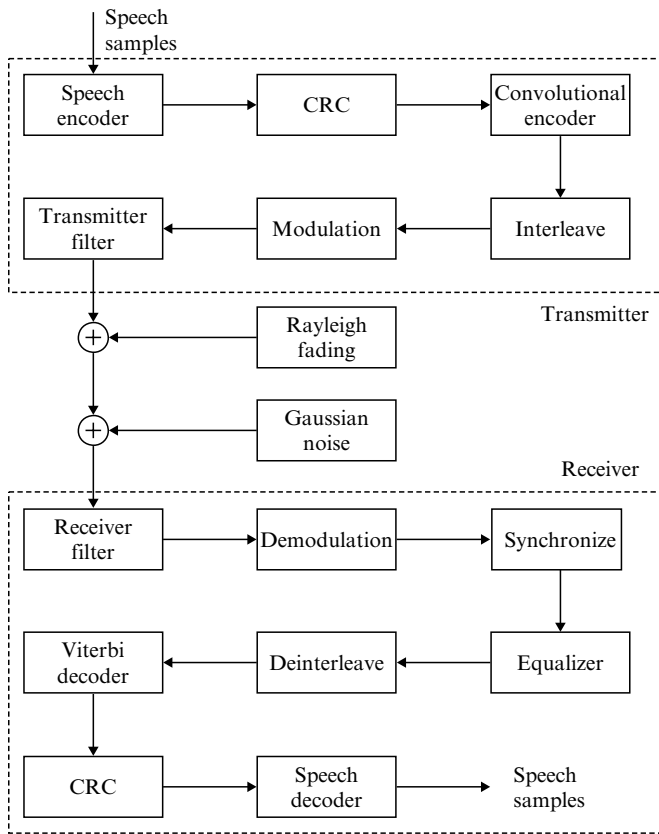 Speech
samples
Speech
encoder
CRC
Convolutional
encoder
Transmitter
filter
Modulation
Interleave
Transmitter
+
Rayleigh
fading
+
Gaussian
noise
Receiver
Receiver
filter
Demodulation
Synchronize
Viterbi
decoder
Deinterleave
Equalizer
CRC
Speech
decoder
Speech
samples